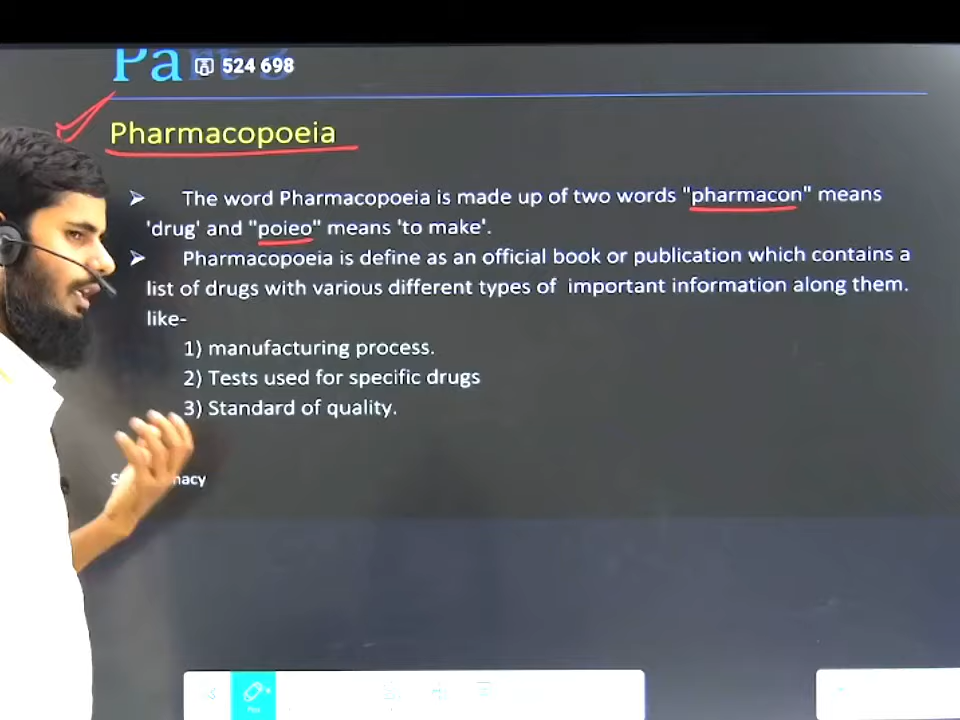 Part 3
524 698
Pharmacopoeia
The word Pharmacopoeia is made up of two words "pharmacon" means
'drug' and "poieo" means 'to make'.
Pharmacopoeia is define as an official book or publication which contains a
list of drugs with various different types of  important information along them.
like-
1) manufacturing process.
2) Tests used for specific drugs
3) Standard of quality.